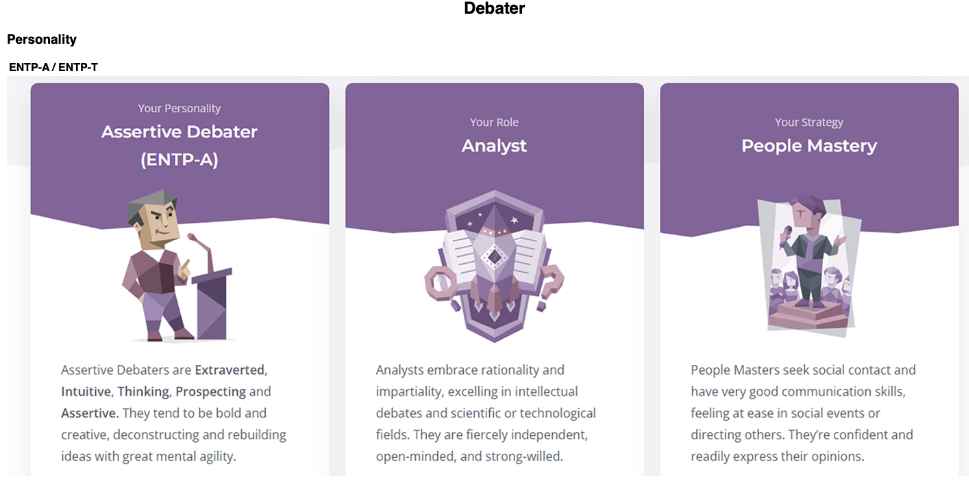 Debater
Personality
ENTP-A / ENTP-T
Your Personality
Assertive Debater
(ENTP-A)
Assertive Debaters are Extraverted,
Intuitive, Thinking, Prospecting and
Assertive. They tend to be bold and
creative, deconstructing and rebuilding
ideas with great mental agility.
Your Role
Analyst
Analysts embrace rationality and
impartiality, excelling in intellectual
debates and scientific or technological
fields. They are fiercely independent,
open-minded, and strong-willed.
Your Strategy
People Mastery
People Masters seek social contact and
have very good communication skills,
feeling at ease in social events or
directing others. They're confident and
readily express their opinions.